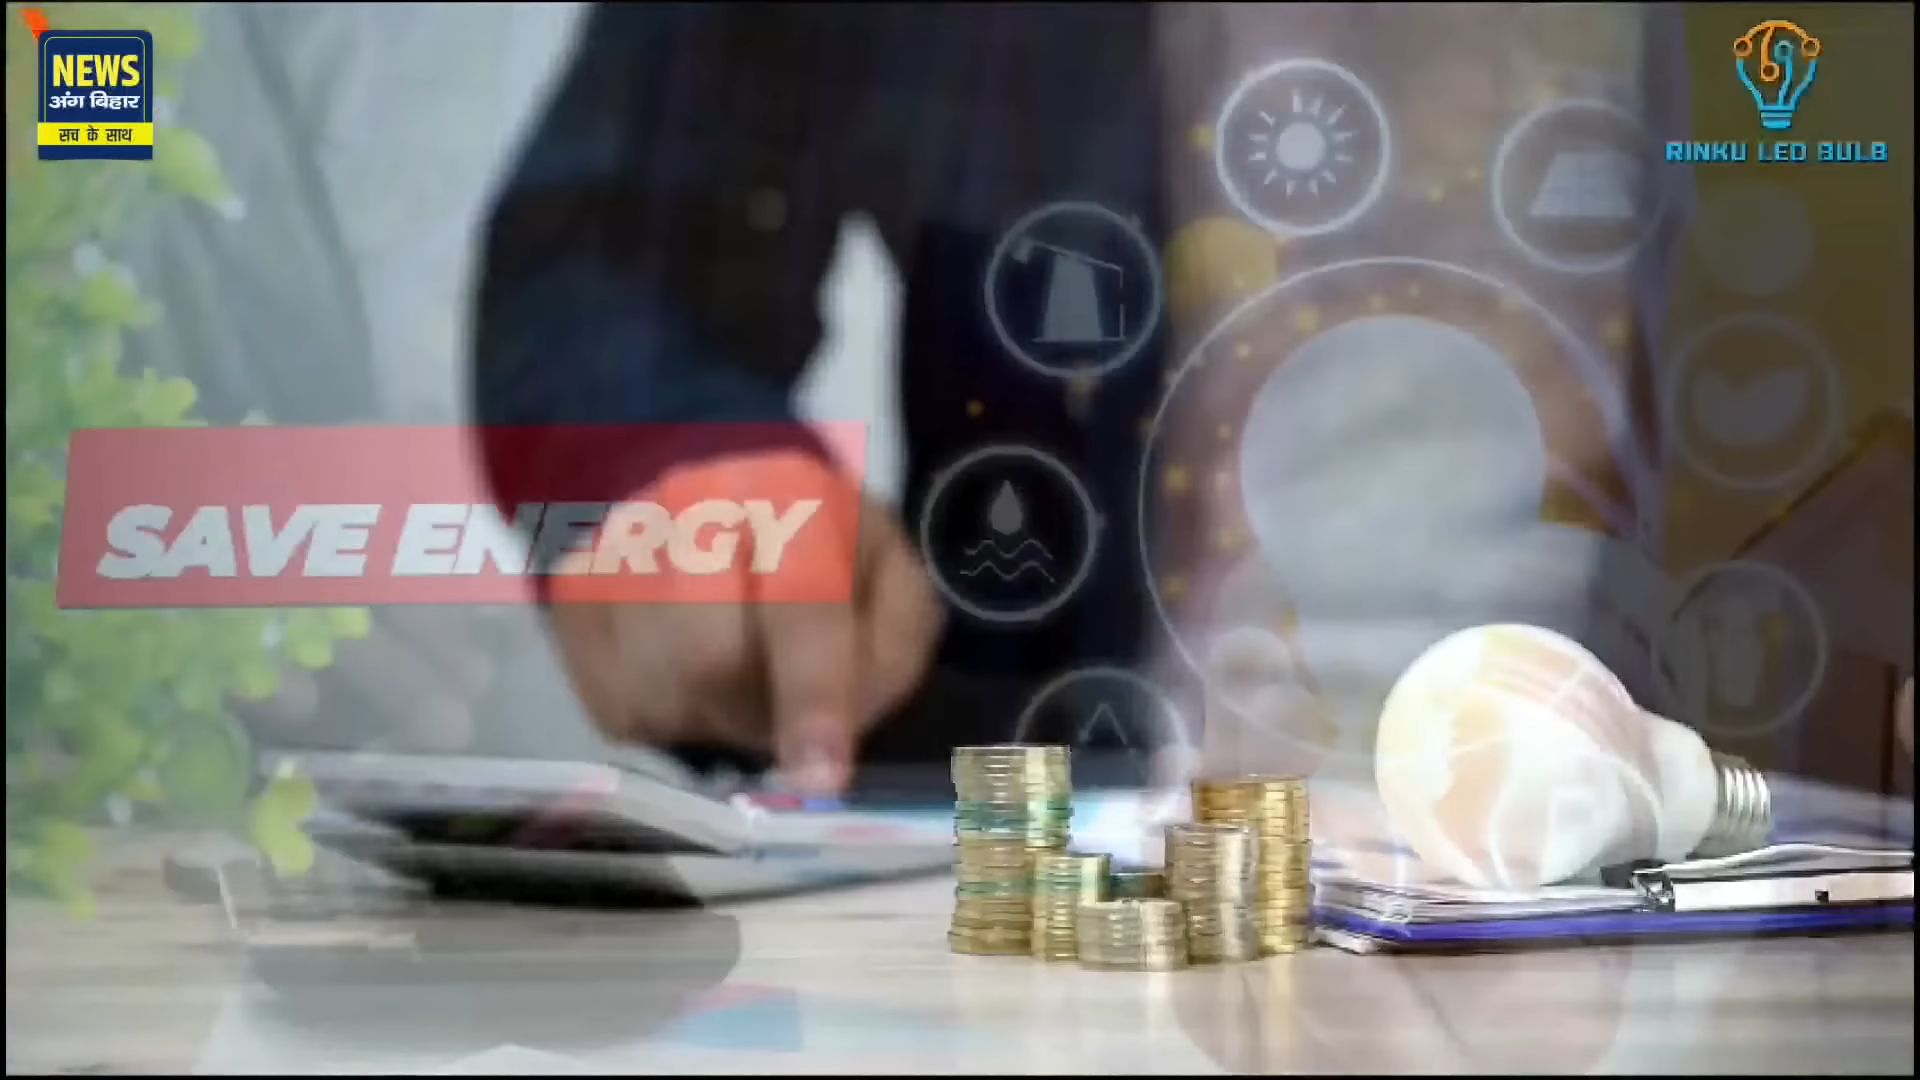 NEWS
अंग बिहार
सच के साथ
RINKU LED BULB
SAVE ENERGY